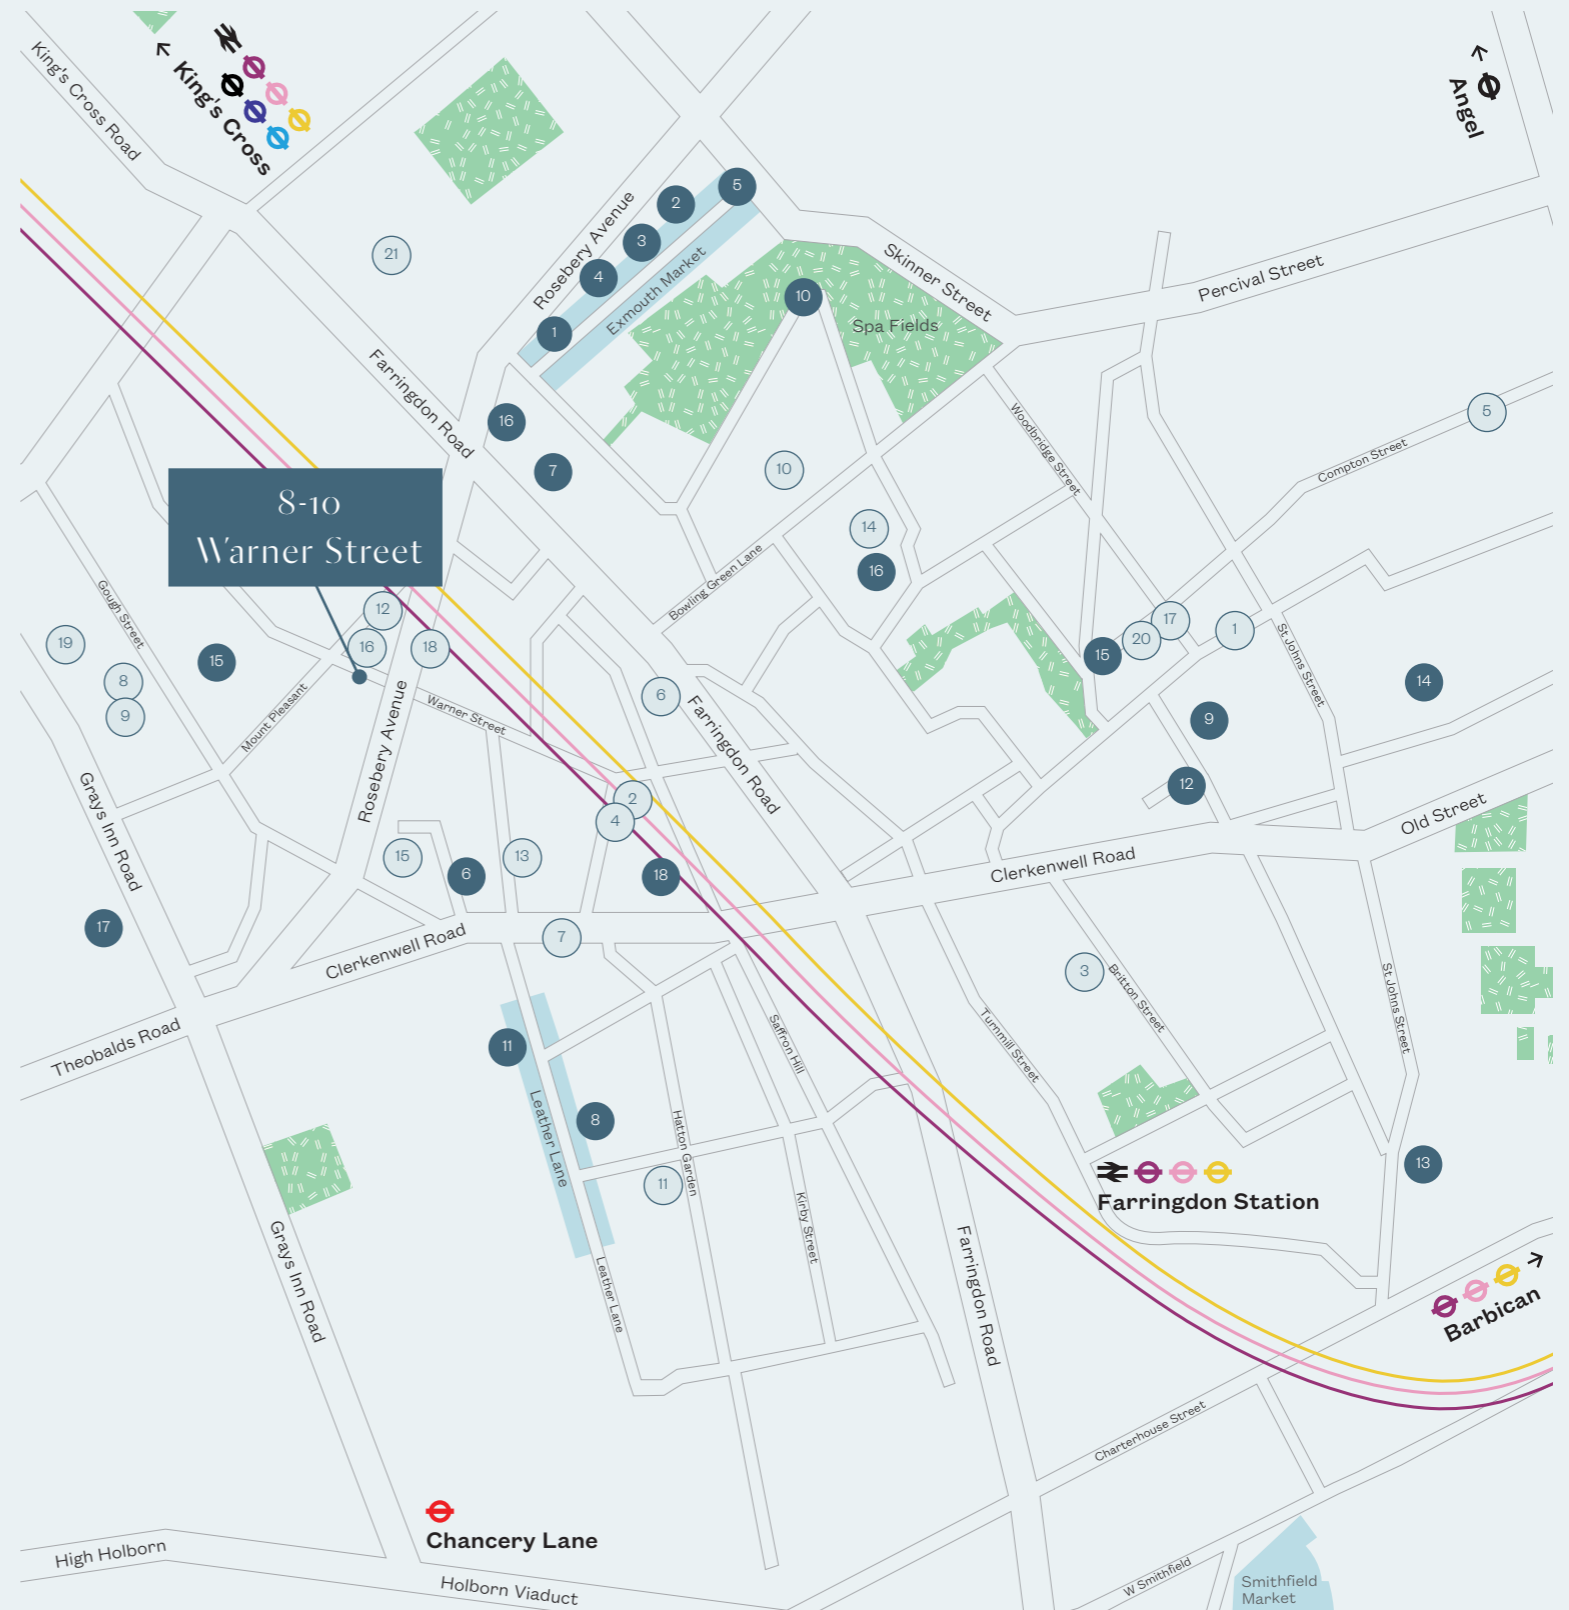 King's Cross Road
King's Cross
Angel
21
2
5
3
4
1
Rosebery Avenue
Exmouth Market
10
Spa Fields
Skinner Street
Percival Street
Farringdon Road
16
7
10
14
16
Woodbridge Street
Compton Street
5
8-10
Warner Street
Bowling Green Lane
Gough Street
12
16
18
19
15
8
9
Mount Pleasant
Rosebery Avenue
Warner Street
6
Farringdon Road
17
20
15
1
St Johns Street
14
9
12
Old Street
Grays Inn Road
2
4
15
6
13
18
17
Clerkenwell Road
7
Clerkenwell Road
3
Britton Street
St Johns Street
Turnmill Street
Saffron Hill
Theobalds Road
11
Leather Lane
8
Hatton Garden
11
Kirby Street
Leather Lane
Farringdon Station
13
Barbican
Grays Inn Road
Farringdon Road
Charterhouse Street
Chancery Lane
High Holborn
Holborn Viaduct
W Smithfield
Smithfield
Market